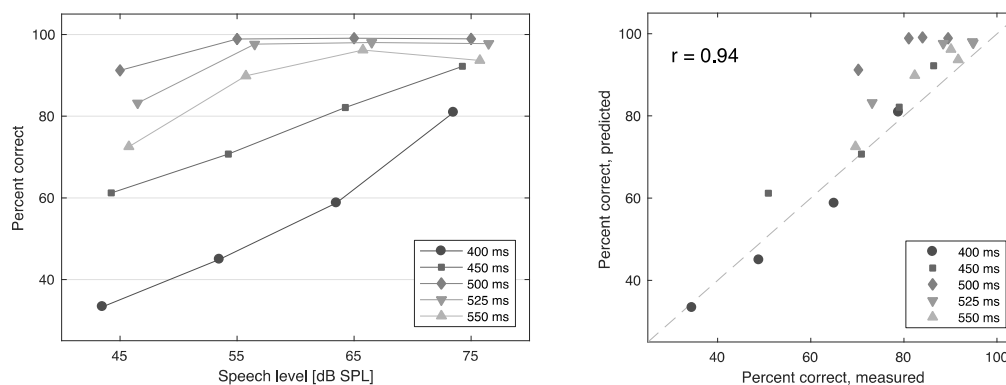 100
80
60
40
Percent correct
45
55
65
75
Speech level [dB SPL]
400 ms
450 ms
500 ms
525 ms
550 ms
r = 0.94
100
80
60
40
Percent correct, predicted
40
60
80
100
Percent correct, measured
400 ms
450 ms
500 ms
525 ms
550 ms